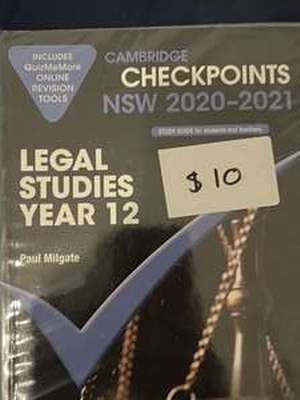 INCLUDES
QuizMeMore
ONLINE
REVISION
TOOLS
CAMBRIDGE
CHECKPOINTS
NSW 2020–2021
STUDY GUIDE for students and teachers
LEGAL
STUDIES
YEAR 12
$10
Paul Milgate